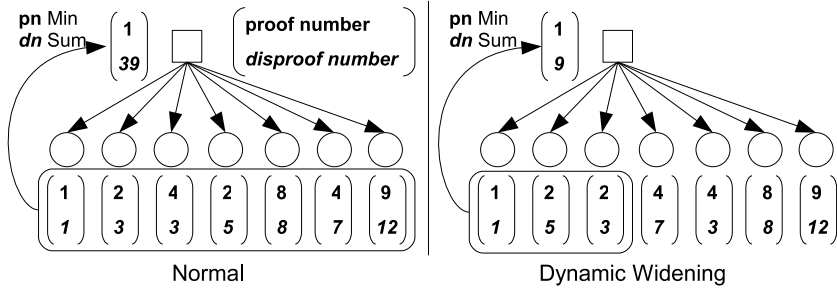 pn Min
dn Sum
1
39
proof number
disproof number
1 2 4 2 8 4 9
1 3 3 5 8 7 12
Normal
pn Min
dn Sum
1
9
1 2 2 4 4 8 9
1 5 3 7 3 8 12
Dynamic Widening